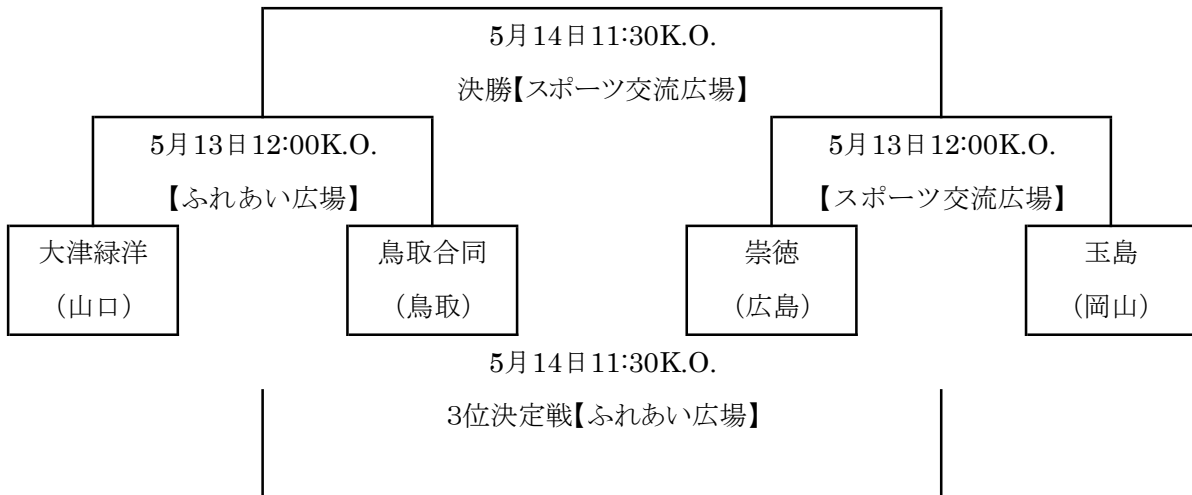 5月14日11:30K.O.
決勝【スポーツ交流広場】
5月13日12:00K.O.
【ふれあい広場】
5月13日12:00K.O.
【スポーツ交流広場】
大津緑洋
（山口）
鳥取合同
（鳥取）
崇徳
（広島）
玉島
（岡山）
5月14日11:30K.O.
3位決定戦【ふれあい広場】